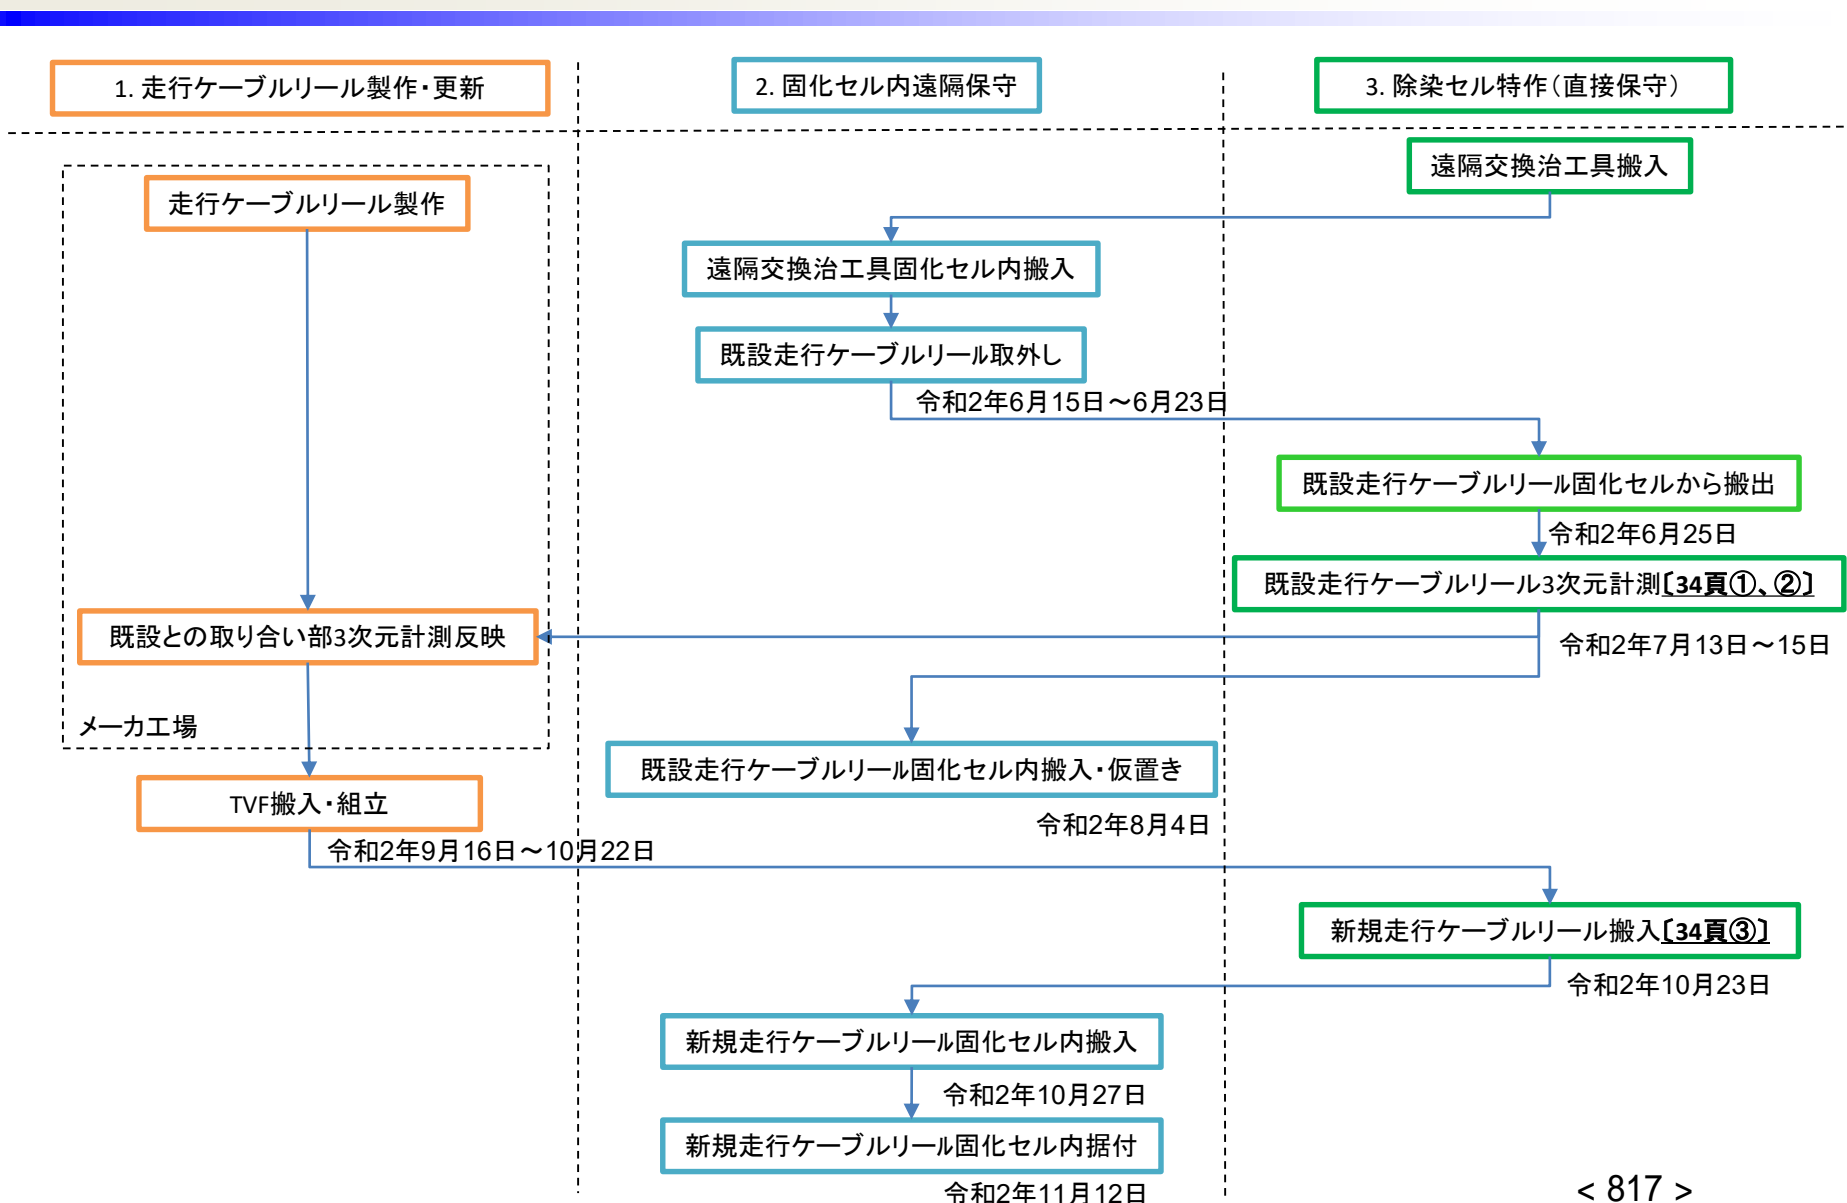 1. 走行ケーブルリール製作・更新
2. 固化セル内遠隔保守
3. 除染セル特作（直接保守）
遠隔交換治工具搬入
走行ケーブルリール製作
遠隔交換治工具固化セル内搬入
既設走行ケーブルリール取外し
令和2年6月15日～6月23日
既設走行ケーブルリール固化セルから搬出
令和2年6月25日
既設走行ケーブルリール3次元計測〔34頁①、②〕
既設との取り合い部3次元計測反映
令和2年7月13日～15日
メーカ工場
既設走行ケーブルリール固化セル内搬入・仮置き
TVF搬入・組立
令和2年8月4日
令和2年9月16日～10月22日
新規走行ケーブルリール搬入〔34頁③〕
令和2年10月23日
新規走行ケーブルリール固化セル内搬入
令和2年10月27日
新規走行ケーブルリール固化セル内据付
令和2年11月12日
< 817 >